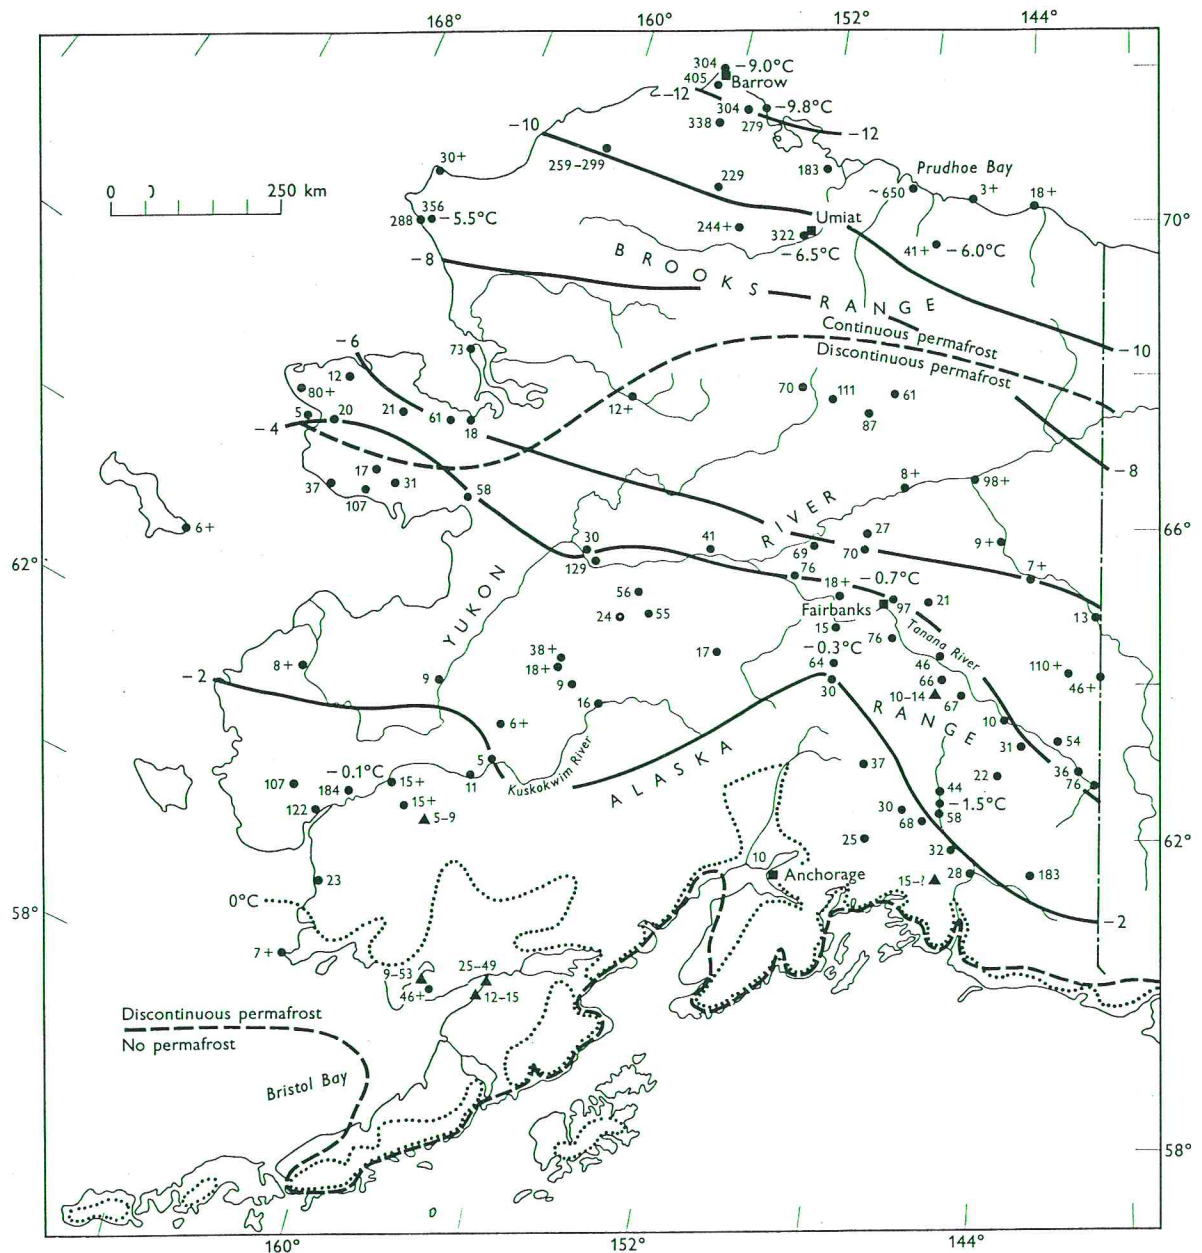 168° 160° 152° 144°
304 −9.0°C
405 Barrow
−12
304 −9.8°C
338 279 −12
−10
259–299
30+
183 Prudhoe Bay
229 ~650 3+ 18+
0 250 km
356
288 −5.5°C
Umiat 70°
244+ 322
−6.5°C
41+ −6.0°C
−8
BROOKS RANGE
Continuous permafrost
Discontinuous permafrost
−10
−6
73
12
80+
70 111 61
12+ 87
5 20 21 61
−4
18
−8
17
37 31
107
58
8+ 98+
6+
66°
RIVER
27
30 41
69 70
9+
129
62°
76
7+
−0.7°C
18+
56
Fairbanks 97 21
24 55
13
YUKON
15
76 Tanana River
−0.3°C
38+ 17
18+
64 46
8+
110+
−2
9 9
30 66
10–14
46+
67
16
RANGE
6+
10
31 54
5
Kuskokwim River
ALASKA
37
22 36
−0.1°C
107 184 15+ 11
76
44
−1.5°C
122 15+
5–9
30
68 58
25
32
62°
10
Anchorage
15–? 28 183
23
58°
0°C
−2
7+
9–53 25–49
46+ 12–15
Discontinuous permafrost
No permafrost
Bristol Bay
58°
160° 152° 144°